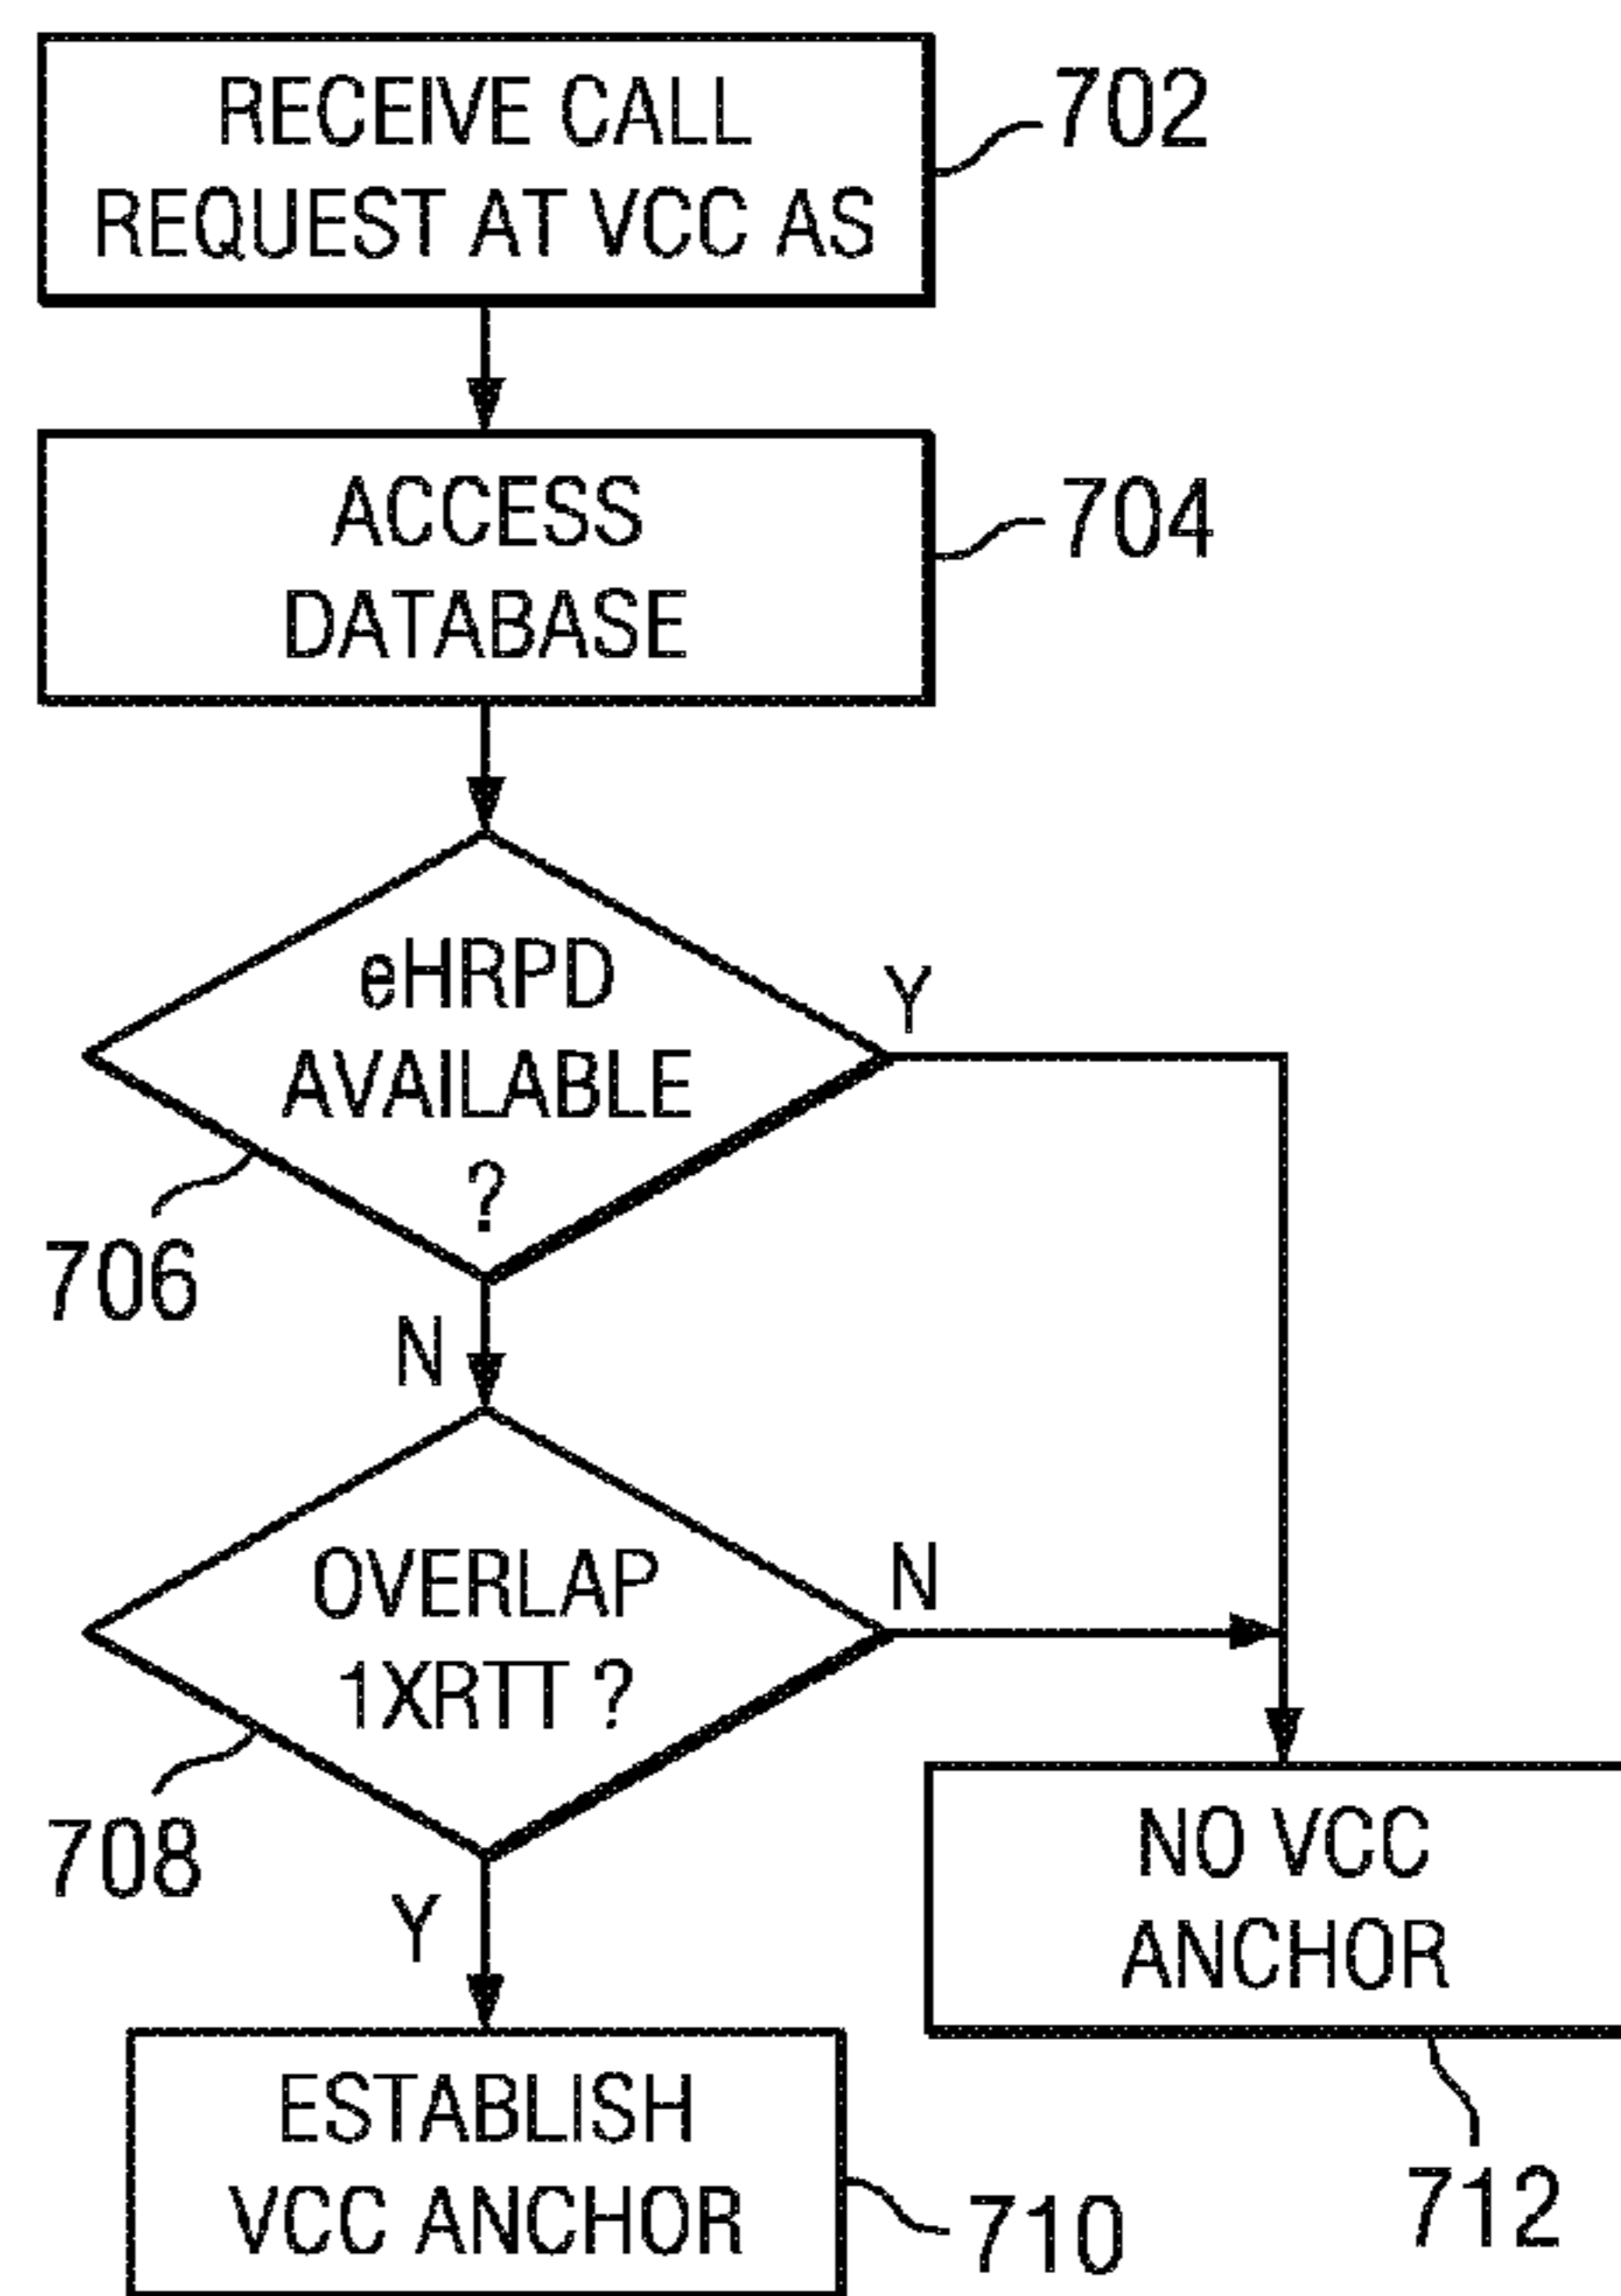 RECEIVE CALL
REQUEST AT VCC AS
702
ACCESS
DATABASE
704
eHRPD
AVAILABLE
?
Y
706
N
OVERLAP
1XRTT ?
N
708
Y
NO VCC
ANCHOR
712
ESTABLISH
VCC ANCHOR
710